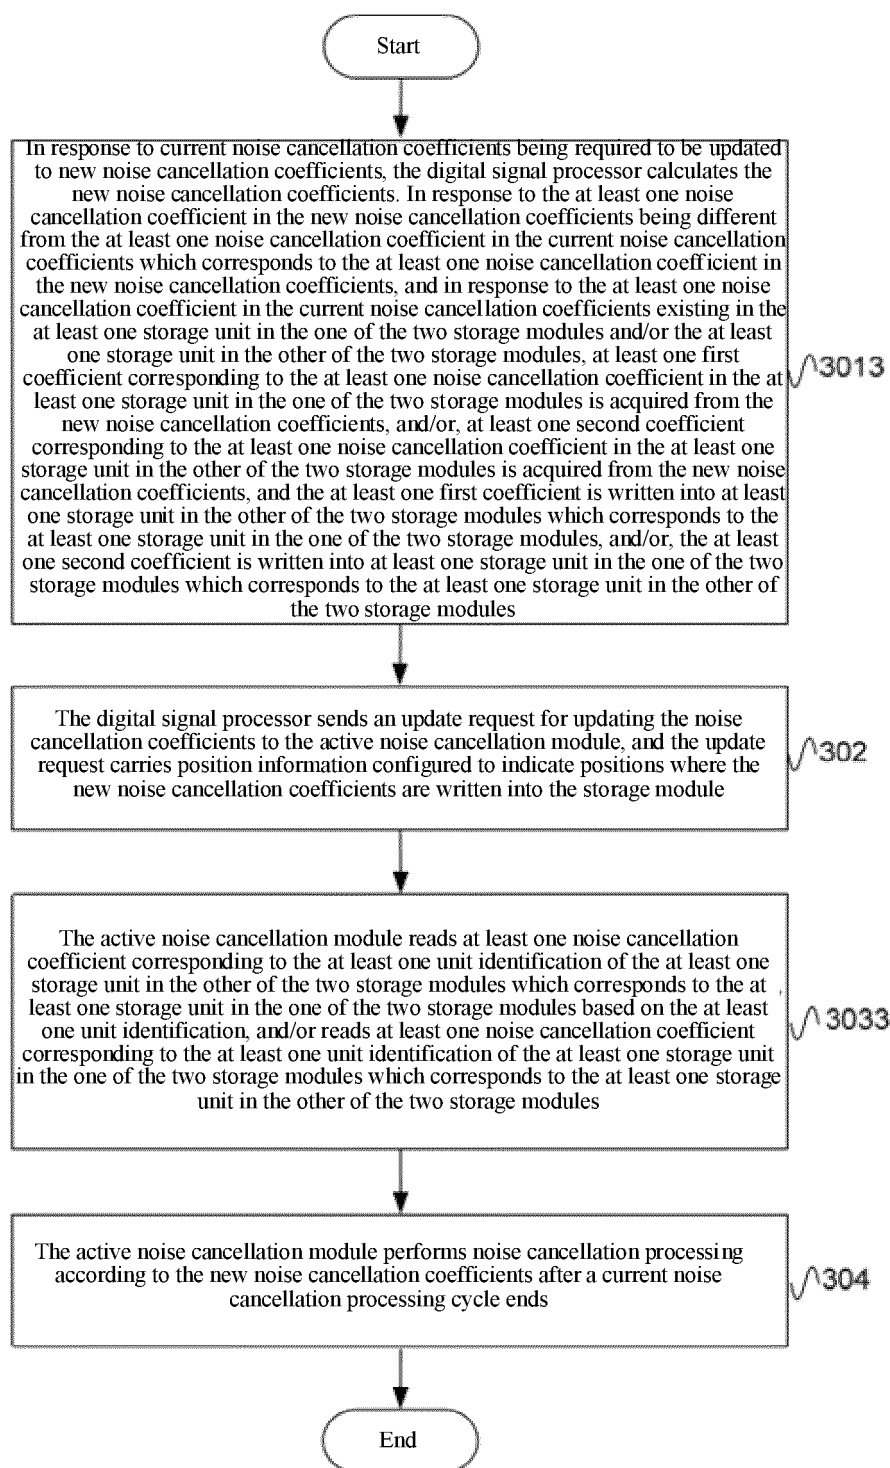 Start
In response to current noise cancellation coefficients being required to be updated
to new noise cancellation coefficients, the digital signal processor calculates the
new noise cancellation coefficients. In response to the at least one noise
cancellation coefficient in the new noise cancellation coefficients being different
from the at least one noise cancellation coefficient in the current noise cancellation
coefficients which corresponds to the at least one noise cancellation coefficient in
the new noise cancellation coefficients, and in response to the at least one noise
cancellation coefficient in the current noise cancellation coefficients existing in the
at least one storage unit in the one of the two storage modules and/or the at least
one storage unit in the other of the two storage modules, at least one first
coefficient corresponding to the at least one noise cancellation coefficient in the at
least one storage unit in the one of the two storage modules is acquired from the
new noise cancellation coefficients, and/or, at least one second coefficient
corresponding to the at least one noise cancellation coefficient in the at least one
storage unit in the other of the two storage modules is acquired from the new noise
cancellation coefficients, and the at least one first coefficient is written into at least
one storage unit in the other of the two storage modules which corresponds to the
at least one storage unit in the one of the two storage modules, and/or, the at least
one second coefficient is written into at least one storage unit in the one of the two
storage modules which corresponds to the at least one storage unit in the other of
the two storage modules
3013
The digital signal processor sends an update request for updating the noise
cancellation coefficients to the active noise cancellation module, and the update
request carries position information configured to indicate positions where the
new noise cancellation coefficients are written into the storage module
302
The active noise cancellation module reads at least one noise cancellation
coefficient corresponding to the at least one unit identification of the at least one
storage unit in the other of the two storage modules which corresponds to the at
least one storage unit in the one of the two storage modules based on the at least
one unit identification, and/or reads at least one noise cancellation coefficient
corresponding to the at least one unit identification of the at least one storage unit
in the one of the two storage modules which corresponds to the at least one storage
unit in the other of the two storage modules
3033
The active noise cancellation module performs noise cancellation processing
according to the new noise cancellation coefficients after a current noise
cancellation processing cycle ends
304
End